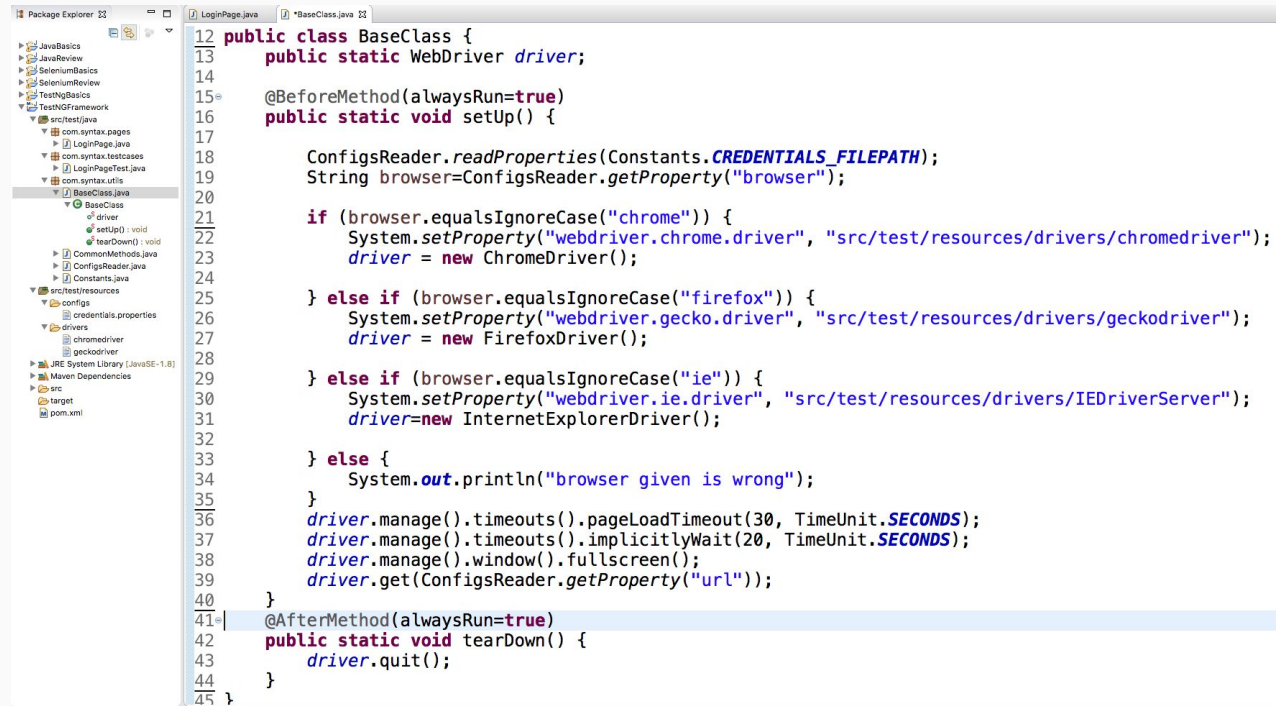 Package Explorer
JavaBasics
JavaReview
SeleniumBasics
SeleniumReview
TestNgBasics
TestNGFramework
src/test/java
com.syntax.pages
LoginPage.java
com.syntax.testcases
LoginPageTest.java
com.syntax.utils
BaseClass.java
BaseClass
driver
setUp() : void
tearDown() : void
CommonMethods.java
ConfigsReader.java
Constants.java
src/test/resources
configs
credentials.properties
drivers
chromedriver
geckodriver
JRE System Library [JavaSE-1.8]
Maven Dependencies
src
target
pom.xml
LoginPage.java *BaseClass.java
12 public class BaseClass {
13 public static WebDriver driver;
14
15 @BeforeMethod(alwaysRun=true)
16 public static void setUp() {
17
18 ConfigsReader.readProperties(Constants.CREDENTIALS_FILEPATH);
19 String browser=ConfigsReader.getProperty("browser");
20
21 if (browser.equalsIgnoreCase("chrome")) {
22 System.setProperty("webdriver.chrome.driver", "src/test/resources/drivers/chromedriver");
23 driver = new ChromeDriver();
24
25 } else if (browser.equalsIgnoreCase("firefox")) {
26 System.setProperty("webdriver.gecko.driver", "src/test/resources/drivers/geckodriver");
27 driver = new FirefoxDriver();
28
29 } else if (browser.equalsIgnoreCase("ie")) {
30 System.setProperty("webdriver.ie.driver", "src/test/resources/drivers/IEDriverServer");
31 driver=new InternetExplorerDriver();
32
33 } else {
34 System.out.println("browser given is wrong");
35 }
36 driver.manage().timeouts().pageLoadTimeout(30, TimeUnit.SECONDS);
37 driver.manage().timeouts().implicitlyWait(20, TimeUnit.SECONDS);
38 driver.manage().window().fullscreen();
39 driver.get(ConfigsReader.getProperty("url"));
40 }
41 @AfterMethod(alwaysRun=true)
42 public static void tearDown() {
43 driver.quit();
44 }
45 }